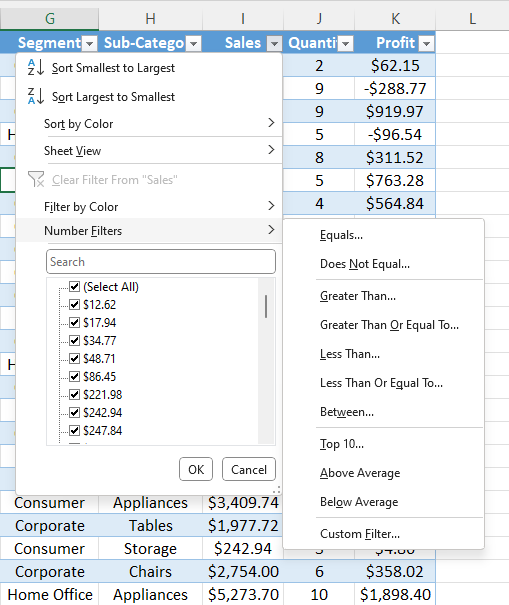 G H I J K L
Segment Sub-Catego Sales Quanti Profit
2 $62.15
9 -$288.77
9 $919.97
H 5 -$96.54
8 $311.52
5 $763.28
4 $564.84
Sort Smallest to Largest
Sort Largest to Smallest
Sort by Color
Sheet View
Clear Filter From "Sales"
Filter by Color
Number Filters
Search
(Select All)
$12.62
$17.94
$34.77
$48.71
$86.45
$221.98
$242.94
$247.84
OK Cancel
Equals...
Does Not Equal...
Greater Than...
Greater Than Or Equal To...
Less Than...
Less Than Or Equal To...
Between...
Top 10...
Above Average
Below Average
Custom Filter...
H
Consumer Appliances $3,409.74
Corporate Tables $1,977.72
Consumer Storage $242.94
Corporate Chairs $2,754.00 6 $358.02
Home Office Appliances $5,273.70 10 $1,898.40